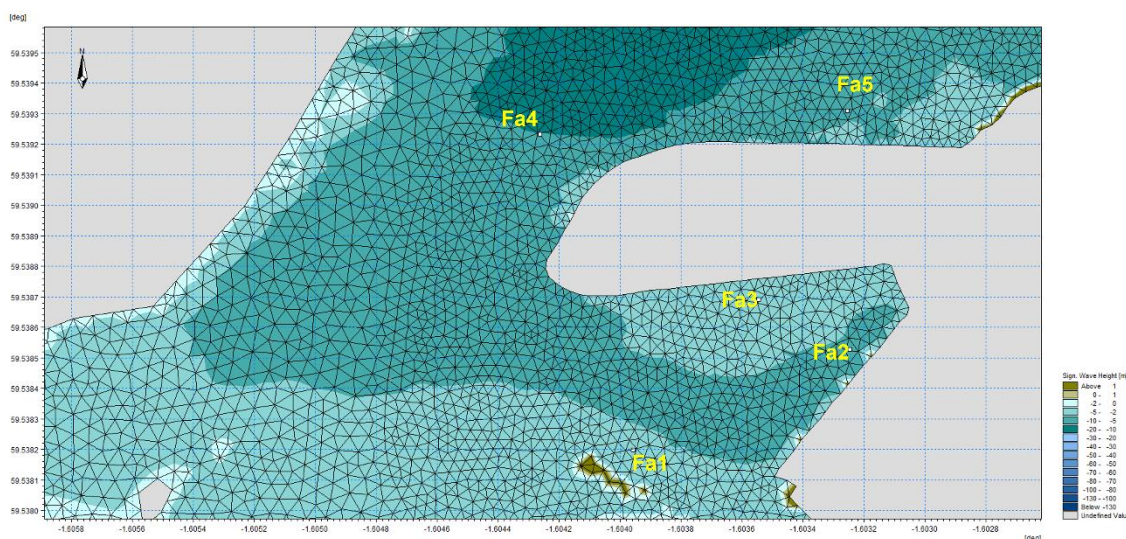 [deg]
59.5395
59.5394
59.5393
59.5392
59.5390
59.5389
59.5388
59.5387
59.5386
59.5385
59.5384
59.5383
59.5382
59.5381
59.5380
N
Fa5
Fa4
Fa3
Fa2
Fa1
-1.6058
-1.6056
-1.6054
-1.6052
-1.6050
-1.6048
-1.6046
-1.6044
-1.6042
-1.6040
-1.6038
-1.6036
-1.6034
-1.6032
-1.6030
-1.6028
[deg]
Sign. Wave Height [m
Above 1
0 - 1
-2 - 0
-5 - -2
-10 - -5
-20 - -10
-30 - -20
-40 - -30
-50 - -40
-60 - -50
-70 - -60
-80 - -70
-100 - -80
-130 - -100
Below -130
Undefined Valu